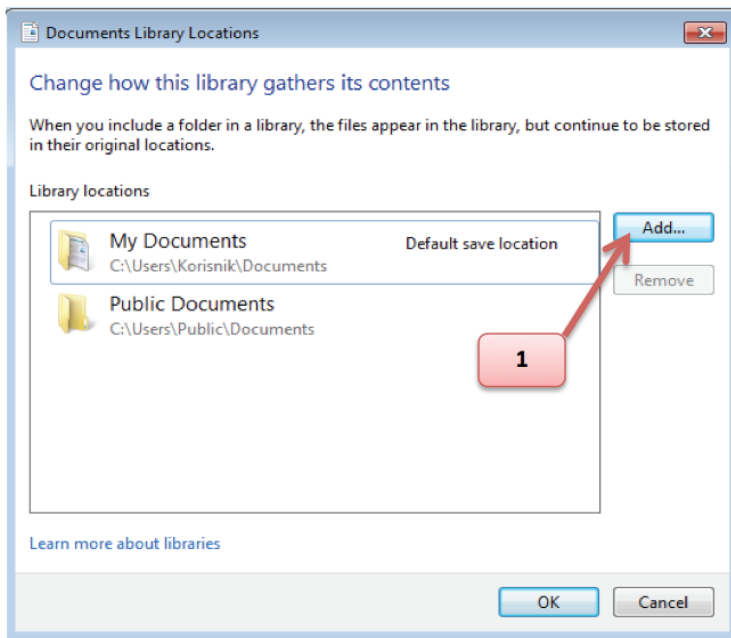 Documents Library Locations
Change how this library gathers its contents
When you include a folder in a library, the files appear in the library, but continue to be stored
in their original locations.
Library locations
My Documents
Default save location
C:\Users\Korisnik\Documents
Public Documents
C:\Users\Public\Documents
Add...
Remove
1
Learn more about libraries
OK
Cancel